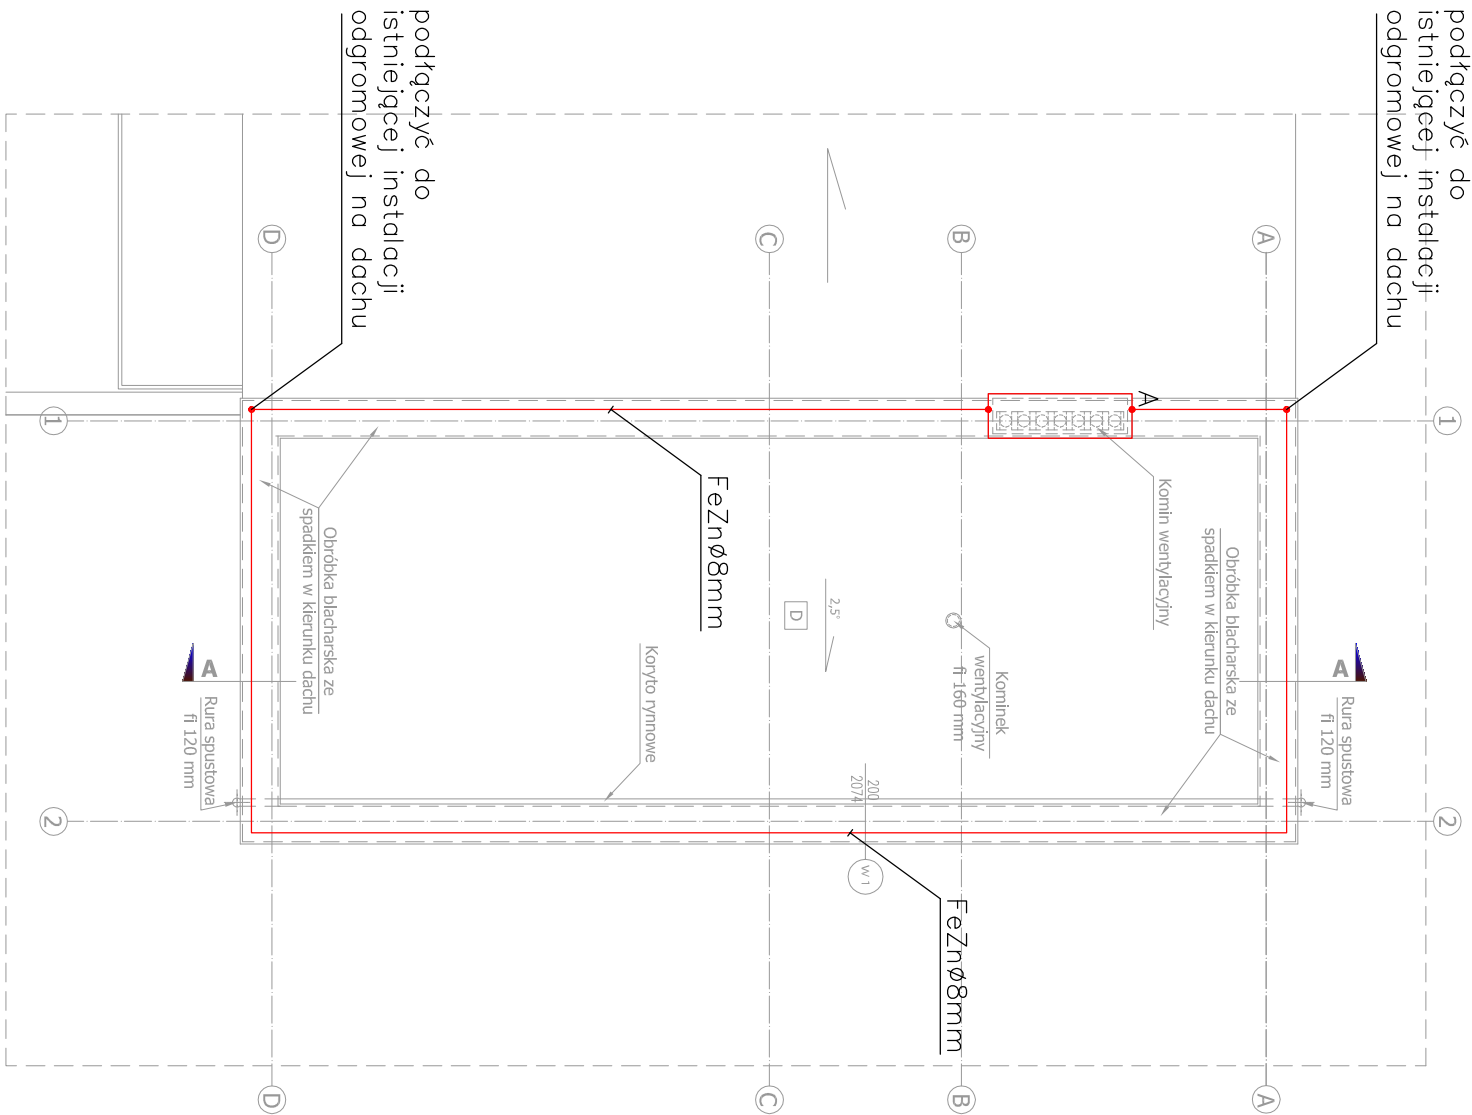 podłączyć do
istniejącej instalacji
odgromowej na dachu
podłączyć do
istniejącej instalacji
odgromowej na dachu
D
C
B
A
1
1
A
FeZnø8mm
Komin wentylacyjny
Obróbka blacharska ze
spadkiem w kierunku dachu
Obróbka blacharska ze
spadkiem w kierunku dachu
2,5°
D
Kominek
wentylacyjny
fi 160 mm
Koryto rynnowe
A
A
Rura spustowa
fi 120 mm
Rura spustowa
fi 120 mm
200
2074
W1
2
2
FeZnø8mm
D
C
B
A